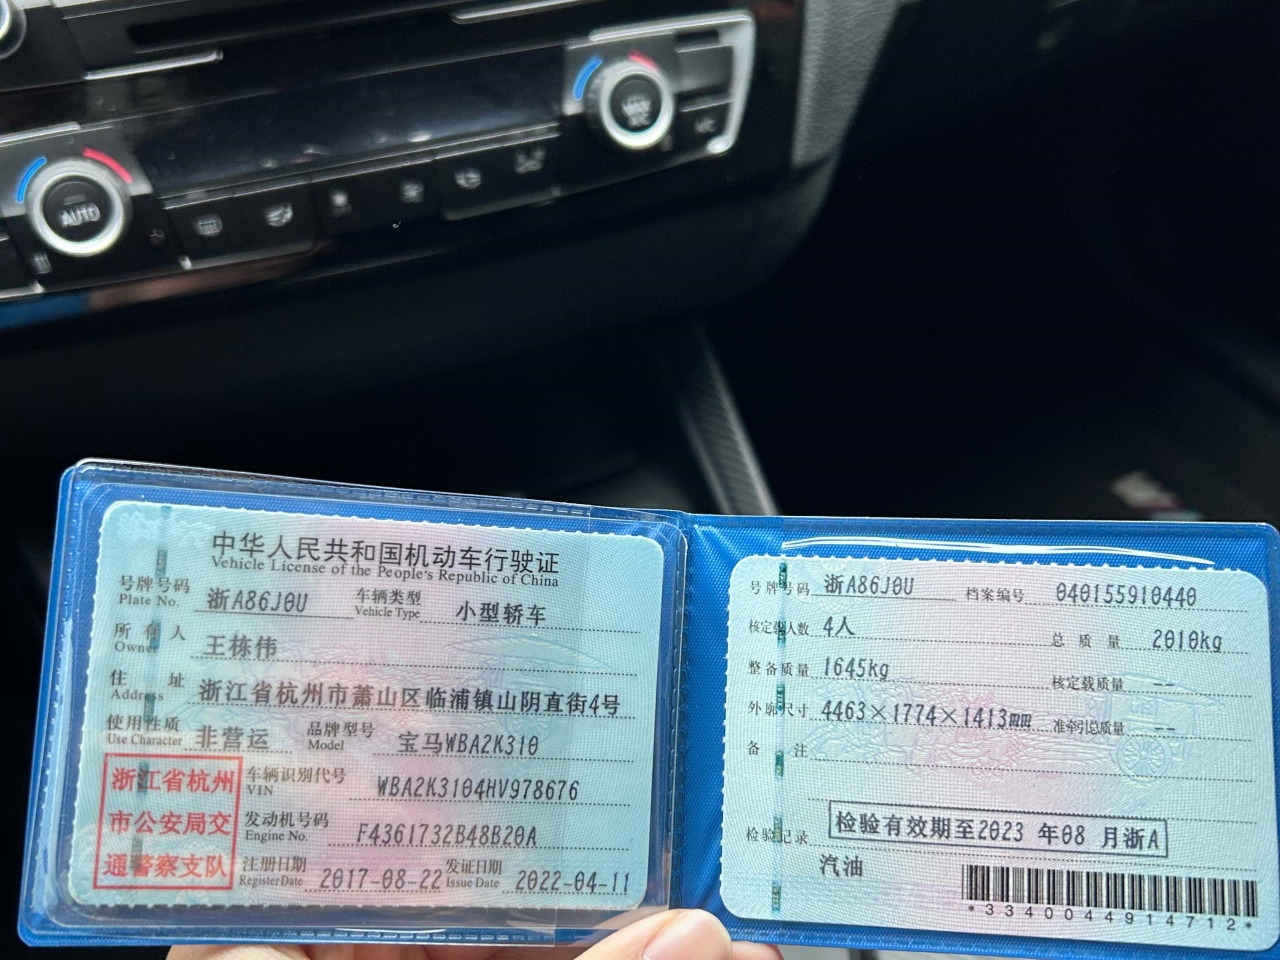 AUTO
MAX
A/C
中华人民共和国机动车行驶证
Vehicle License of the People's Republic of China
号牌号码 浙A86J0U 车辆类型 小型轿车
Plate No. Vehicle Type
所有人 王栋伟
Owner
住址 浙江省杭州市萧山区临浦镇山阴直街4号
Address
使用性质 非营运 品牌型号 宝马WBA2K310
Use Character Model
浙江省杭州
市公安局交
通警察支队
车辆识别代号 WBA2K3104HV978676
VIN
发动机号码 F4361732B48B20A
Engine No.
注册日期 2017-08-22 发证日期 2022-04-11
Register Date Issue Date
号牌号码 浙A86J0U 档案编号 040155910440
核定载人数 4人 总质量 2010kg
整备质量 1645kg 核定载质量 --
外廓尺寸 4463×1774×1413mm 准牵引总质量 --
备注
检验记录 检验有效期至2023年08月浙A
汽油
*3340044914712*